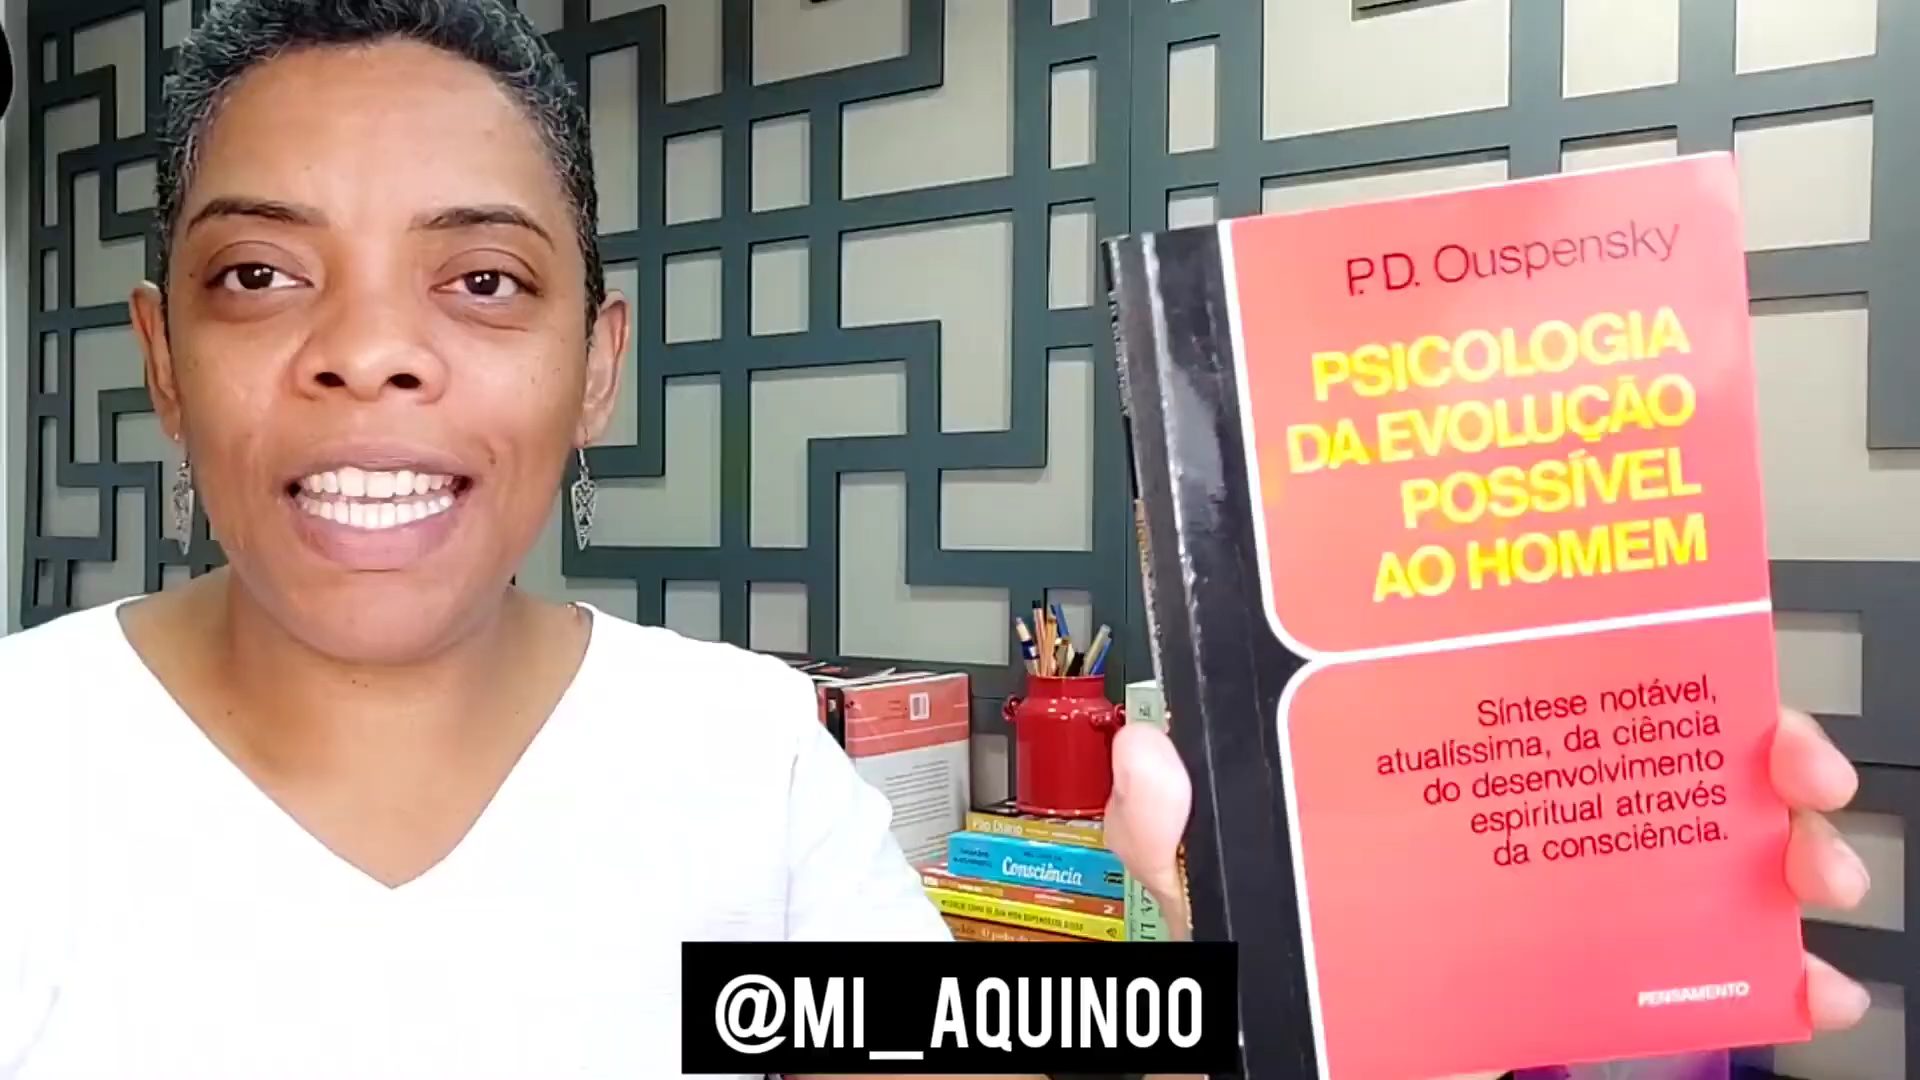 P.D. Ouspensky
PSICOLOGIA
DA EVOLUÇÃO
POSSÍVEL
AO HOMEM
Síntese notável,
atualíssima, da ciência
do desenvolvimento
espiritual através
da consciência.
PENSAMENTO
Consciência
@MI_AQUINOO